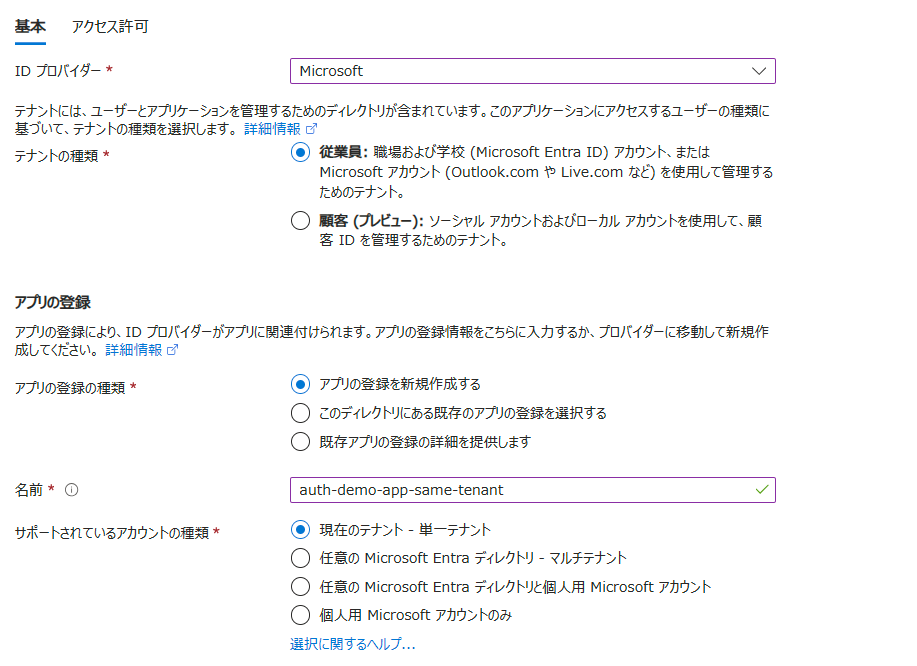 基本 アクセス許可
ID プロバイダー *
Microsoft
テナントには、ユーザーとアプリケーションを管理するためのディレクトリが含まれています。このアプリケーションにアクセスするユーザーの種類に
基づいて、テナントの種類を選択します。 詳細情報
テナントの種類 *
従業員: 職場および学校 (Microsoft Entra ID) アカウント、または
Microsoft アカウント (Outlook.com や Live.com など) を使用して管理する
ためのテナント。
顧客 (プレビュー): ソーシャル アカウントおよびローカル アカウントを使用して、顧
客 ID を管理するためのテナント。
アプリの登録
アプリの登録により、ID プロバイダーがアプリに関連付けられます。アプリの登録情報をこちらに入力するか、プロバイダーに移動して新規作
成してください。 詳細情報
アプリの登録の種類 *
アプリの登録を新規作成する
このディレクトリにある既存のアプリの登録を選択する
既存アプリの登録の詳細を提供します
名前 *
auth-demo-app-same-tenant
サポートされているアカウントの種類 *
現在のテナント - 単一テナント
任意の Microsoft Entra ディレクトリ - マルチテナント
任意の Microsoft Entra ディレクトリと個人用 Microsoft アカウント
個人用 Microsoft アカウントのみ
選択に関するヘルプ...